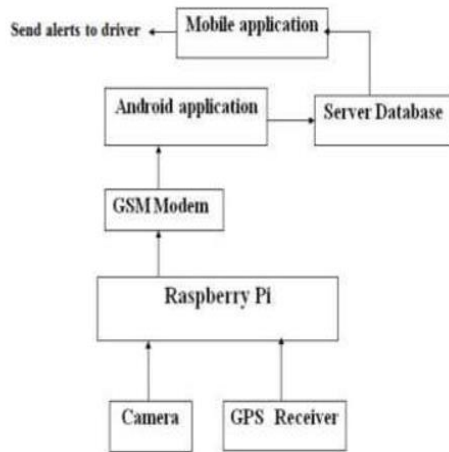 Send alerts to driver
Mobile application
Android application
Server Database
GSM Modem
Raspberry Pi
Camera
GPS Receiver